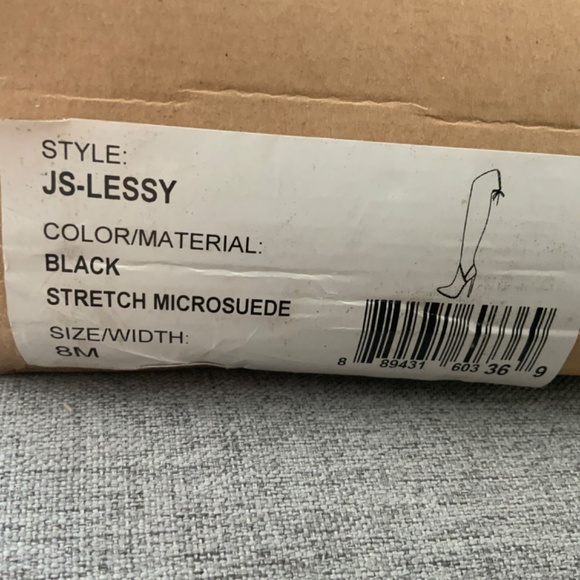 STYLE:
JS-LESSY
COLOR/MATERIAL:
BLACK
STRETCH MICROSUEDE
SIZE/WIDTH:
8M
8 89431 603 36 9